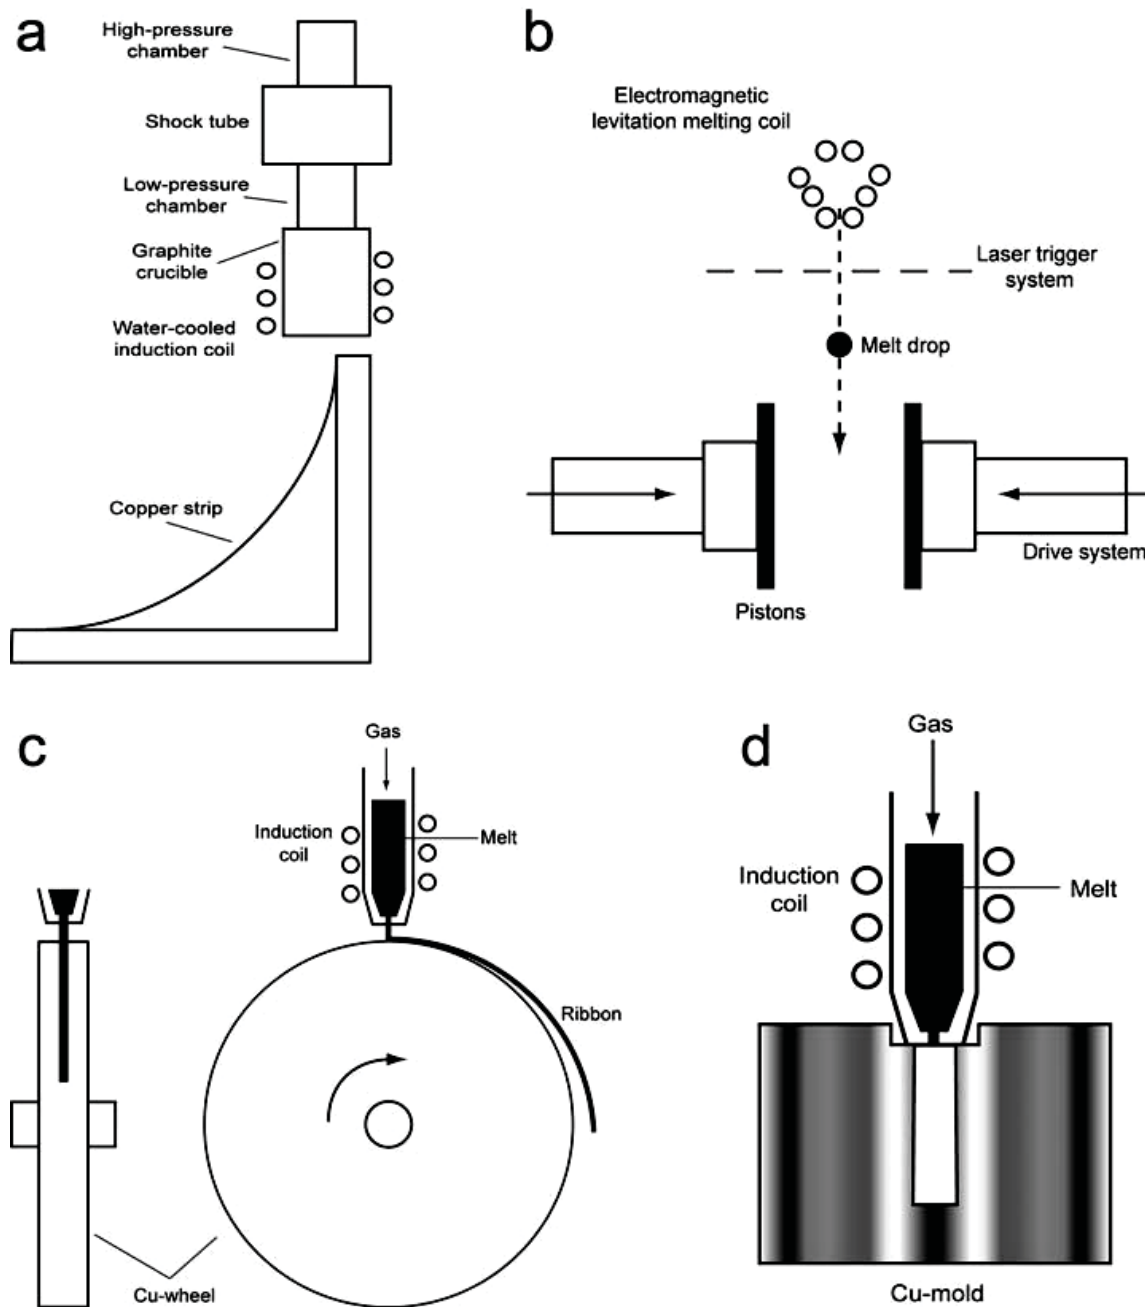 a
High-pressure
chamber
Shock tube
Low-pressure
chamber
Graphite
crucible
Water-cooled
induction coil
Copper strip
b
Electromagnetic
levitation melting coil
Laser trigger
system
Melt drop
Drive system
Pistons
c
Gas
Induction
coil
Melt
Ribbon
Cu-wheel
d
Gas
Induction
coil
Melt
Cu-mold